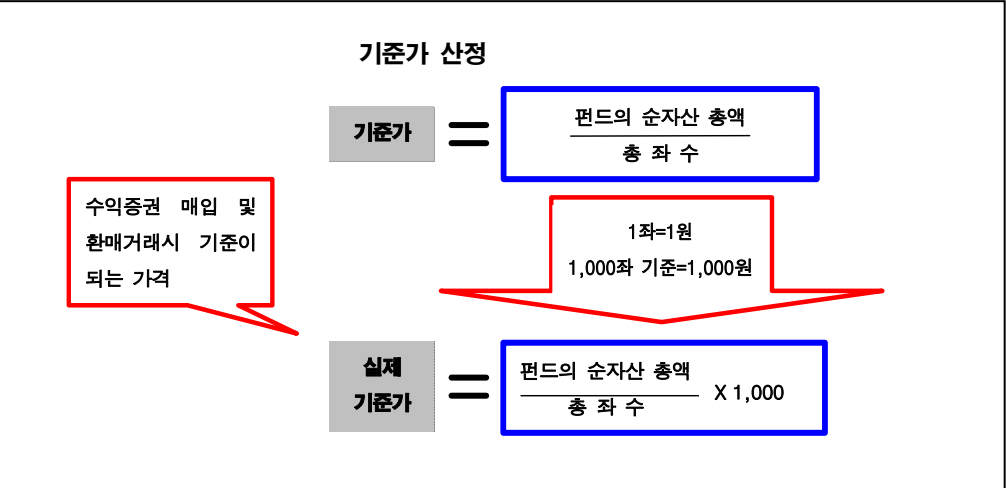 기준가 산정
기준가 = 펀드의 순자산 총액
총 좌 수
수익증권 매입 및
환매거래시 기준이
되는 가격
1좌=1원
1,000좌 기준=1,000원
실제
기준가 = 펀드의 순자산 총액
총 좌 수
X 1,000